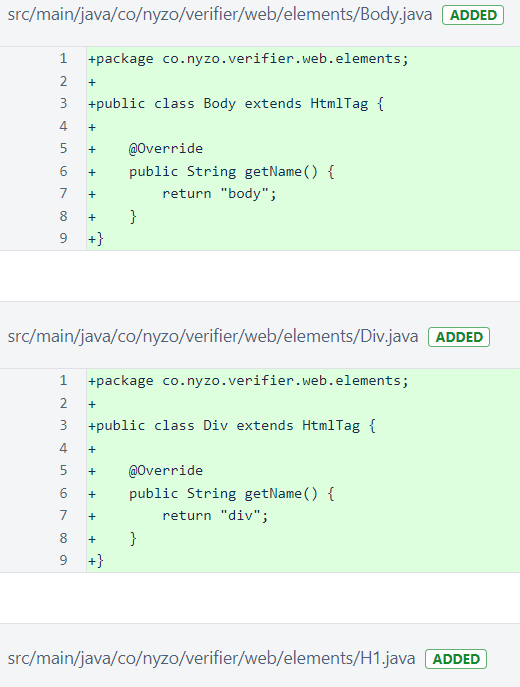 src/main/java/co/nyzo/verifier/web/elements/Body.java ADDED
1 +package co.nyzo.verifier.web.elements;
2 +
3 +public class Body extends HtmlTag {
4 +
5 +    @Override
6 +    public String getName() {
7 +        return "body";
8 +    }
9 +}
src/main/java/co/nyzo/verifier/web/elements/Div.java ADDED
1 +package co.nyzo.verifier.web.elements;
2 +
3 +public class Div extends HtmlTag {
4 +
5 +    @Override
6 +    public String getName() {
7 +        return "div";
8 +    }
9 +}
src/main/java/co/nyzo/verifier/web/elements/H1.java ADDED